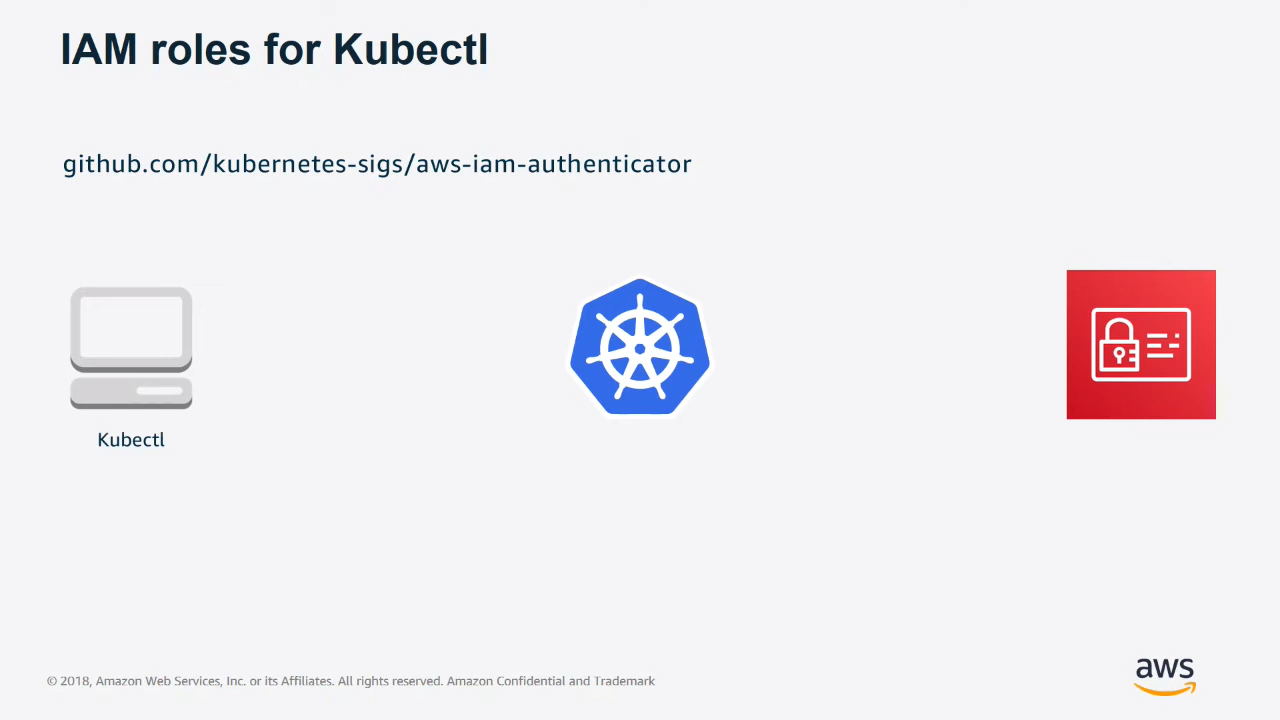 IAM roles for Kubectl
github.com/kubernetes-sigs/aws-iam-authenticator
Kubectl
© 2018, Amazon Web Services, Inc. or its Affiliates. All rights reserved. Amazon Confidential and Trademark
aws